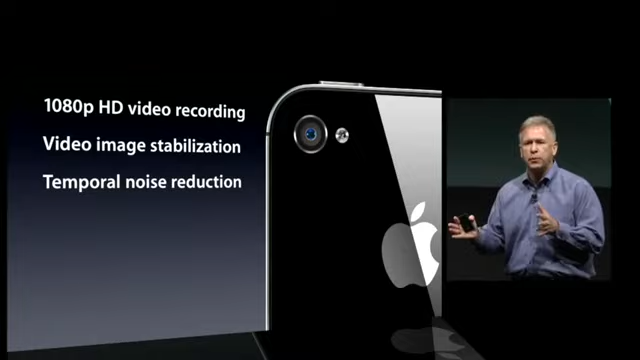 1080p HD video recording
Video image stabilization
Temporal noise reduction